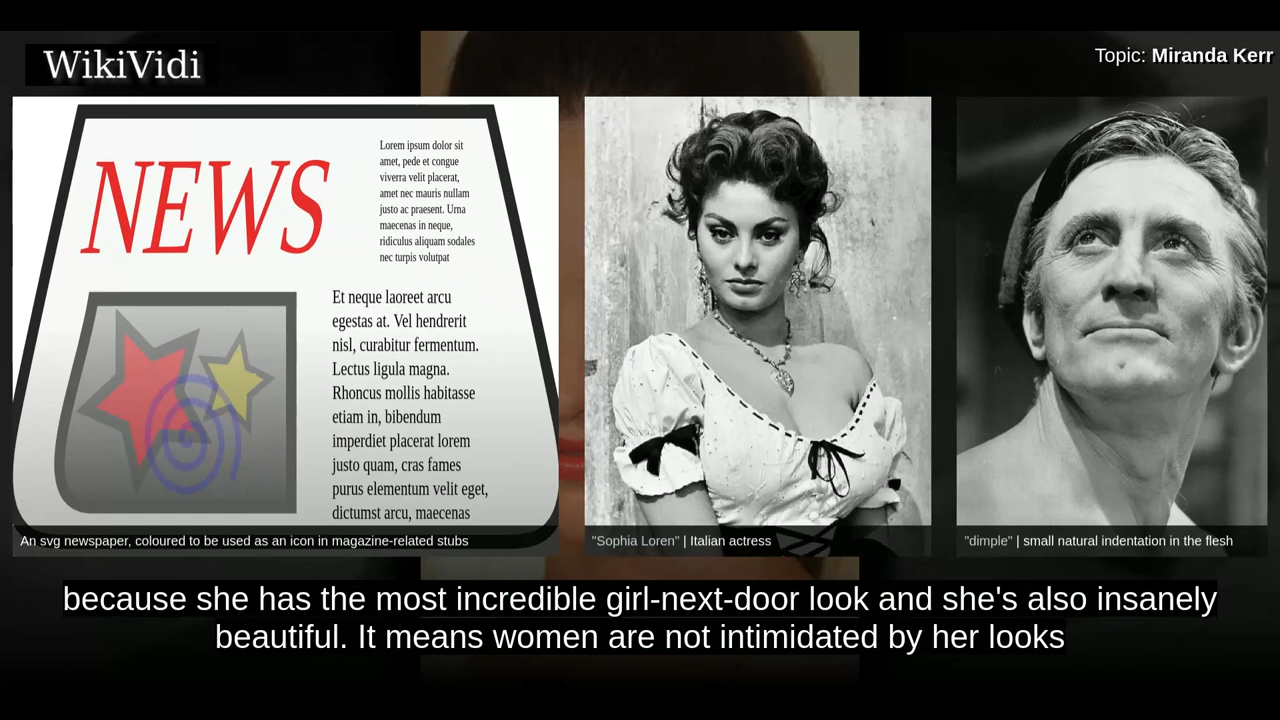 WikiVidi
Topic: Miranda Kerr
NEWS
Lorem ipsum dolor sit
amet, pede et congue
viverra velit placerat,
amet nec mauris nullam
justo ac praesent. Urna
maecenas in neque,
ridiculus aliquam sodales
nec turpis volutpat
Et neque laoreet arcu
egestas at. Vel hendrerit
nisl, curabitur fermentum.
Lectus ligula magna.
Rhoncus mollis habitasse
etiam in, bibendum
imperdiet placerat lorem
justo quam, cras fames
purus elementum velit eget,
dictumst arcu, maecenas
An svg newspaper, coloured to be used as an icon in magazine-related stubs
"Sophia Loren" | Italian actress
"dimple" | small natural indentation in the flesh
because she has the most incredible girl-next-door look and she's also insanely
beautiful. It means women are not intimidated by her looks